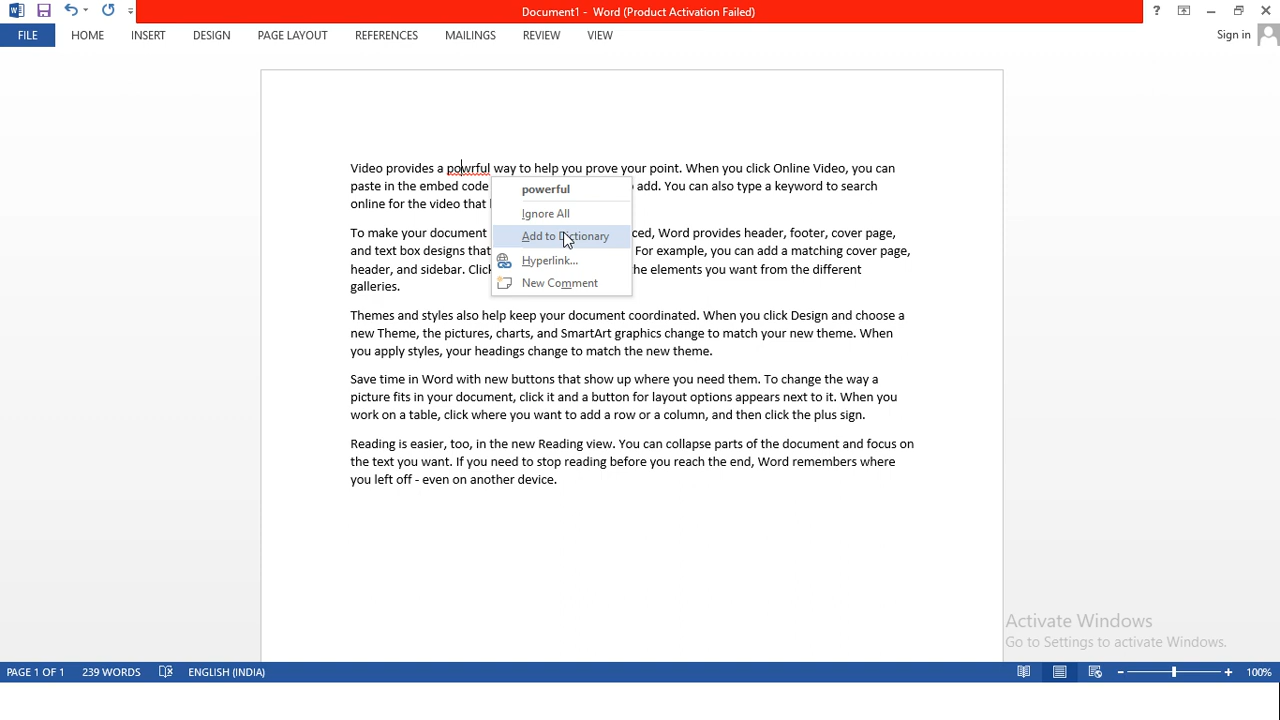 Document1 - Word (Product Activation Failed)
?
FILE HOME INSERT DESIGN PAGE LAYOUT REFERENCES MAILINGS REVIEW VIEW Sign in
Video provides a powrful way to help you prove your point. When you click Online Video, you can
paste in the embed code add. You can also type a keyword to search
online for the video that
To make your document ced, Word provides header, footer, cover page,
and text box designs that For example, you can add a matching cover page,
header, and sidebar. Click he elements you want from the different
galleries.
powerful
Ignore All
Add to Dictionary
Hyperlink...
New Comment
Themes and styles also help keep your document coordinated. When you click Design and choose a
new Theme, the pictures, charts, and SmartArt graphics change to match your new theme. When
you apply styles, your headings change to match the new theme.
Save time in Word with new buttons that show up where you need them. To change the way a
picture fits in your document, click it and a button for layout options appears next to it. When you
work on a table, click where you want to add a row or a column, and then click the plus sign.
Reading is easier, too, in the new Reading view. You can collapse parts of the document and focus on
the text you want. If you need to stop reading before you reach the end, Word remembers where
you left off - even on another device.
Activate Windows
Go to Settings to activate Windows.
PAGE 1 OF 1 239 WORDS ENGLISH (INDIA) 100%